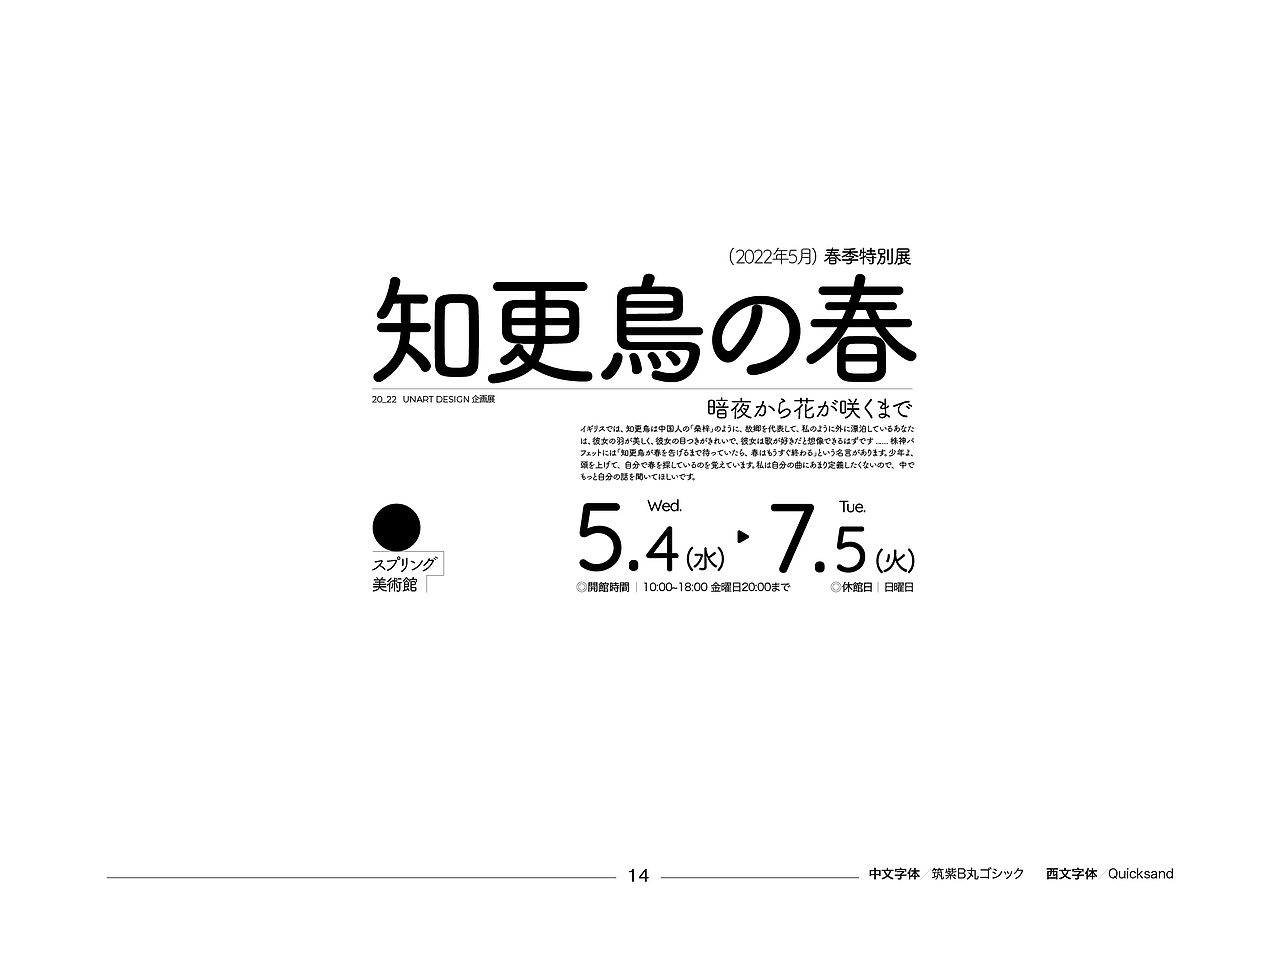 (2022年5月) 春季特別展
知更鳥の春
20_22 UNART DESIGN 企画展
暗夜から花が咲くまで
イギリスでは、知更鳥は中国人の「桑梓」のように、故郷を代表して、私のように外に漂泊しているあなた
は、彼女の羽が美しく、彼女の目つきがきれいで、彼女は歌が好きだと想像できるはずです …… 株神バ
フェットには「知更鳥が春を告げるまで待っていたら、春はもうすぐ終わる」という名言があります。少年よ、
頭を上げて、自分で春を探しているのを覚えています。私は自分の曲にあまり定義したくないので、中で
もっと自分の話を聞いてほしいです。
5.4 Wed. (水) ▶ 7.5 Tue. (火)
◎開館時間｜10:00~18:00 金曜日20:00まで ◎休館日｜日曜日
スプリング
美術館
14
中文字体／筑紫B丸ゴシック 西文字体／Quicksand